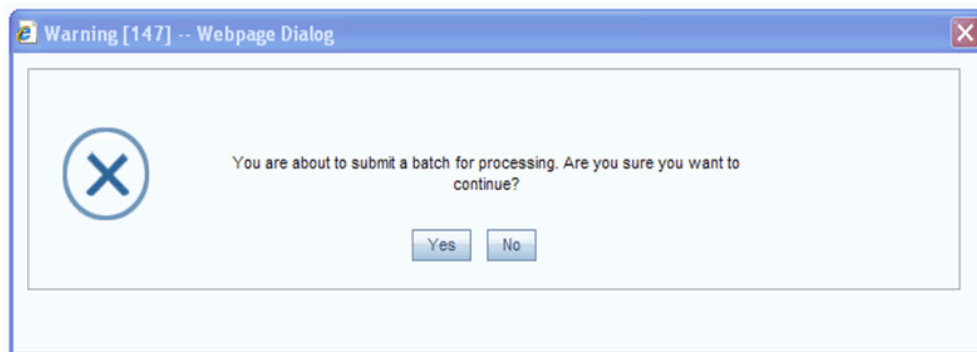 Warning [147] -- Webpage Dialog
You are about to submit a batch for processing. Are you sure you want to
continue?
Yes No